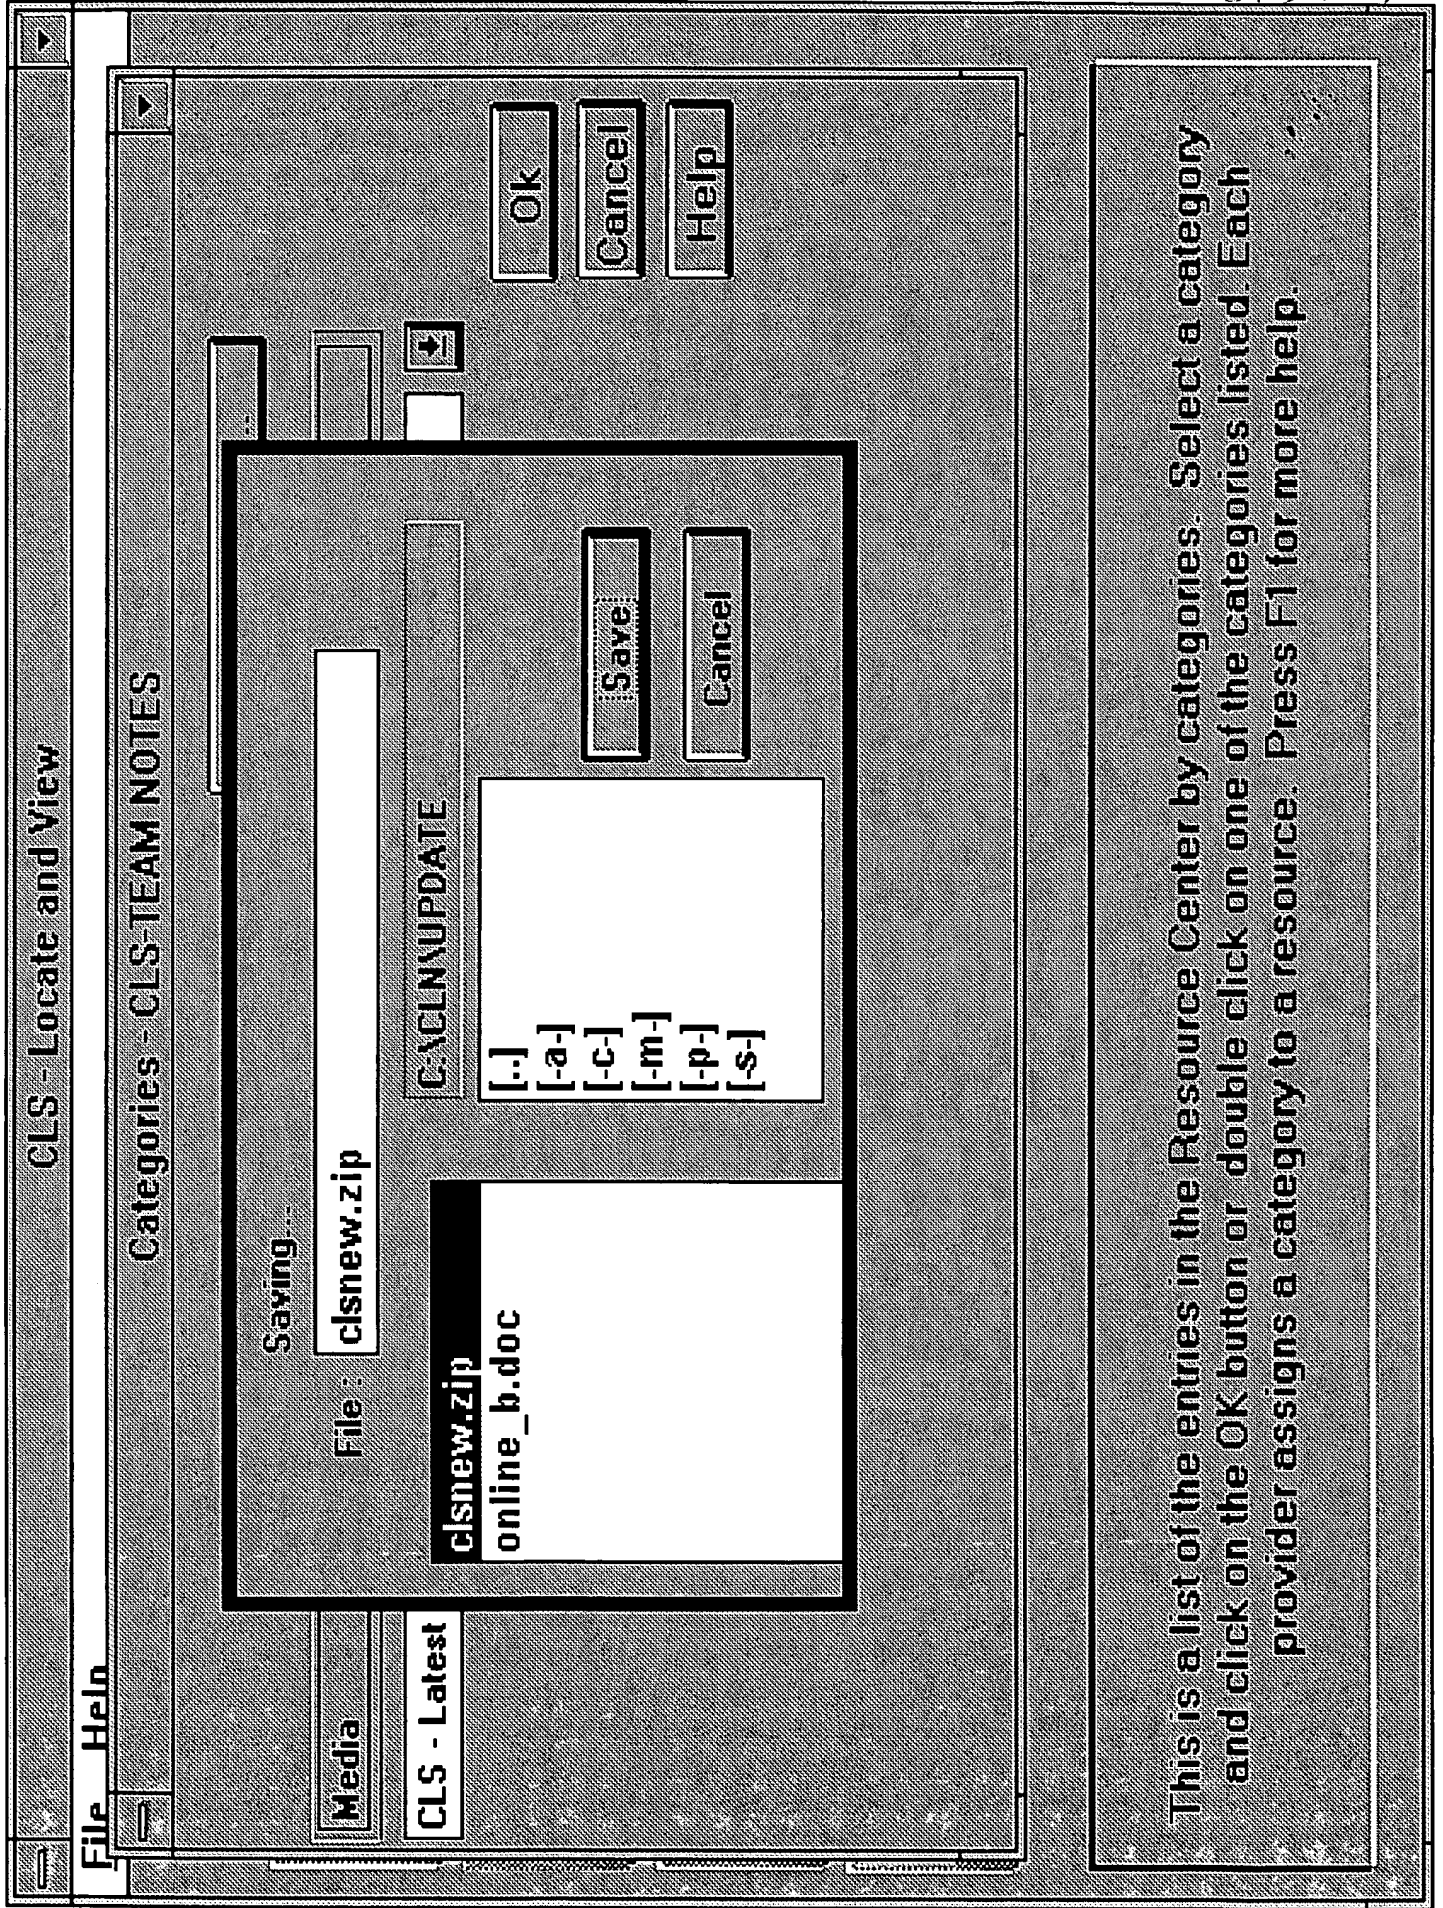 CLS - Locate and View
File Help
Categories - CLS-TEAM NOTES
...
Media
CLS - Latest
Saving...
File :
clsnew.zip
C:\CLN\UPDATE
clsnew.zip
online_b.doc
[..]
[-a-]
[-c-]
[-m-]
[-p-]
[-s-]
Save
Cancel
Ok
Cancel
Help
This is a list of the entries in the Resource Center by categories. Select a category
and click on the OK button or double click on one of the categories listed. Each
provider assigns a category to a resource. Press F1 for more help.